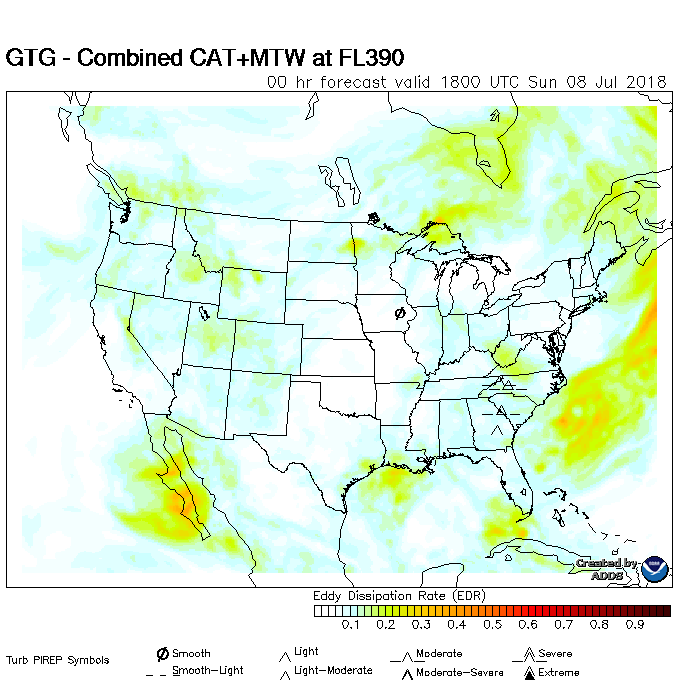 GTG - Combined CAT+MTW at FL390
00 hr forecast valid 1800 UTC Sun 08 Jul 2018
Created by
ADDS
Eddy Dissipation Rate (EDR)
0.1 0.2 0.3 0.4 0.5 0.6 0.7 0.8 0.9
Turb PIREP Symbols
Smooth Light Moderate Severe
Smooth-Light Light-Moderate Moderate-Severe Extreme